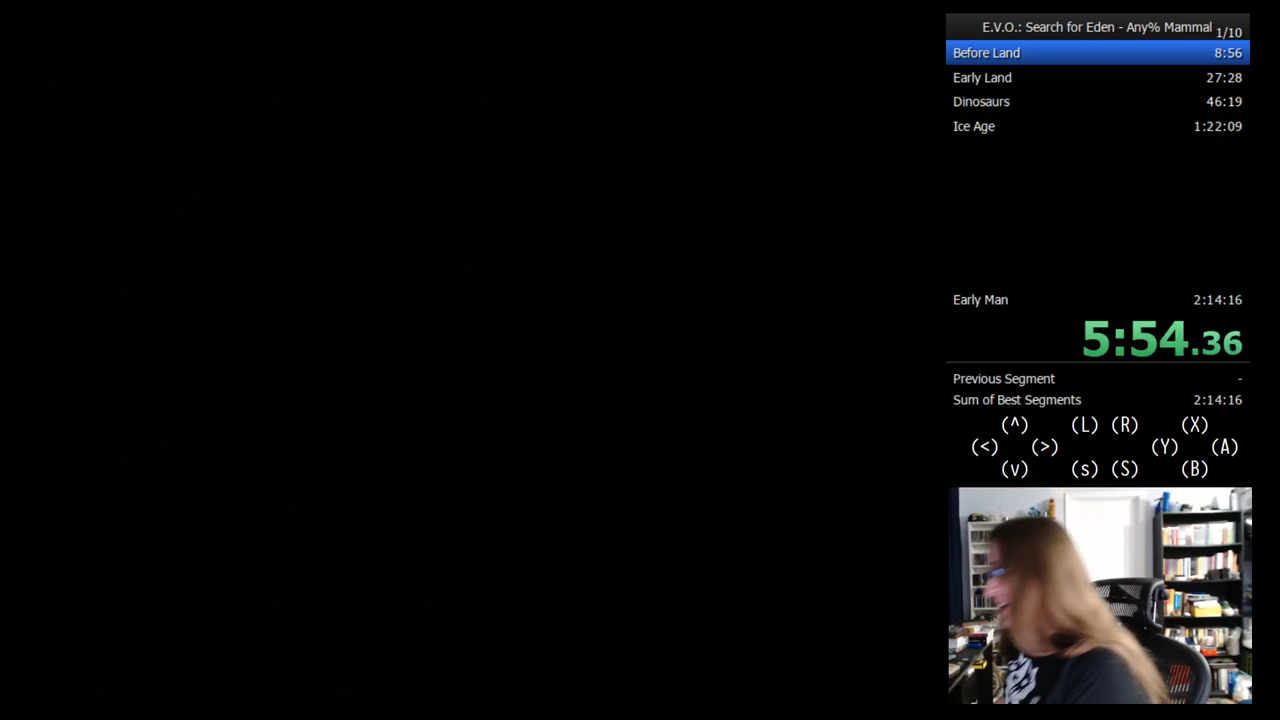 E.V.O.: Search for Eden - Any% Mammal 1/10
Before Land 8:56
Early Land 27:28
Dinosaurs 46:19
Ice Age 1:22:09
Early Man 2:14:16
5:54.36
Previous Segment -
Sum of Best Segments 2:14:16
(^) (L) (R) (X)
(<) (>) (Y) (A)
(v) (s) (S) (B)